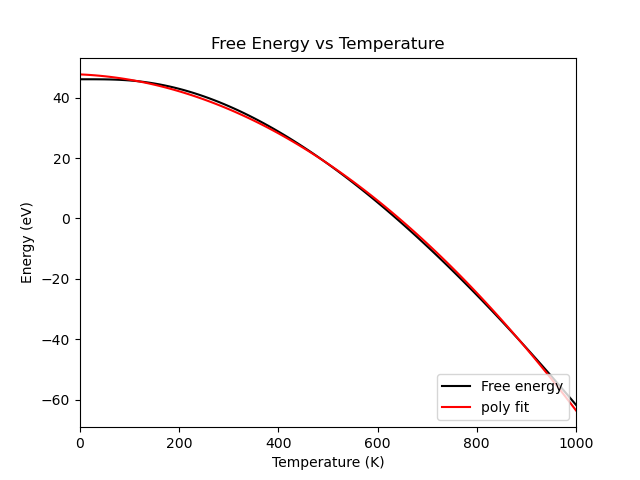 Free Energy vs Temperature
Energy (eV)
40
20
0
−20
−40
−60
0 200 400 600 800 1000
Temperature (K)
Free energy
poly fit